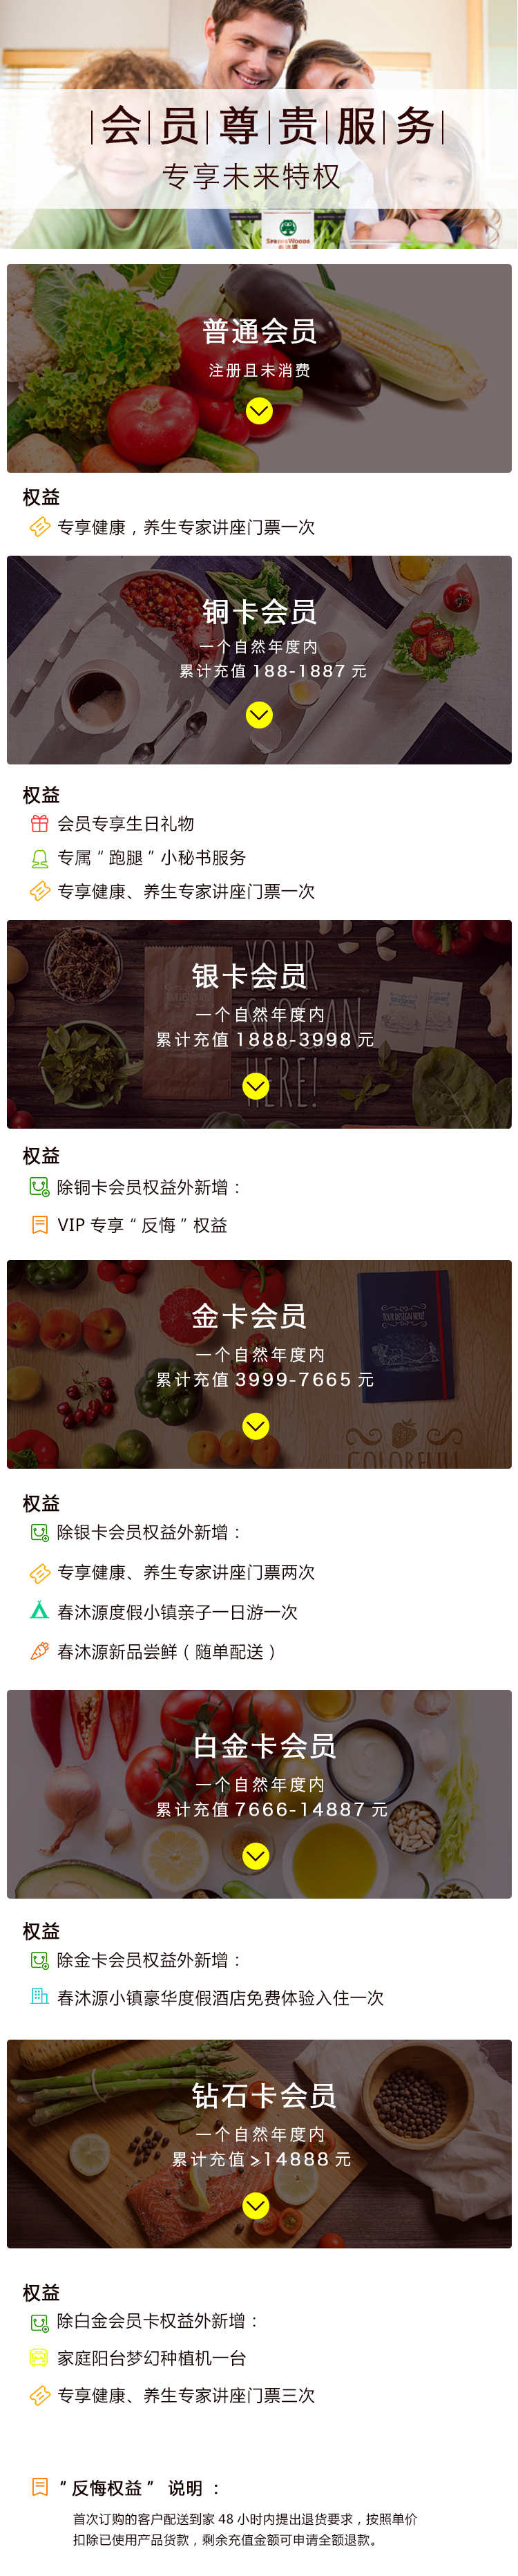 会员尊贵服务
专享未来特权
SPRING WOODS
普通会员
注册且未消费
权益
专享健康，养生专家讲座门票一次
铜卡会员
一个自然年度内
累计充值 188-1887 元
权益
会员专享生日礼物
专属“跑腿”小秘书服务
专享健康、养生专家讲座门票一次
YOUR
SLOGAN
HERE!
银卡会员
一个自然年度内
累计充值 1888-3998 元
权益
除铜卡会员权益外新增：
VIP 专享“反悔”权益
金卡会员
YOUR DESIGN HERE!
一个自然年度内
累计充值 3999-7665 元
COLORFULL
权益
除银卡会员权益外新增：
专享健康、养生专家讲座门票两次
春沐源度假小镇亲子一日游一次
春沐源新品尝鲜（随单配送）
白金卡会员
一个自然年度内
累计充值 7666-14887 元
权益
除金卡会员权益外新增：
春沐源小镇豪华度假酒店免费体验入住一次
钻石卡会员
一个自然年度内
累计充值 >14888 元
权益
除白金会员卡权益外新增：
家庭阳台梦幻种植机一台
专享健康、养生专家讲座门票三次
“反悔权益” 说明：
首次订购的客户配送到家 48 小时内提出退货要求，按照单价
扣除已使用产品货款，剩余充值金额可申请全额退款。